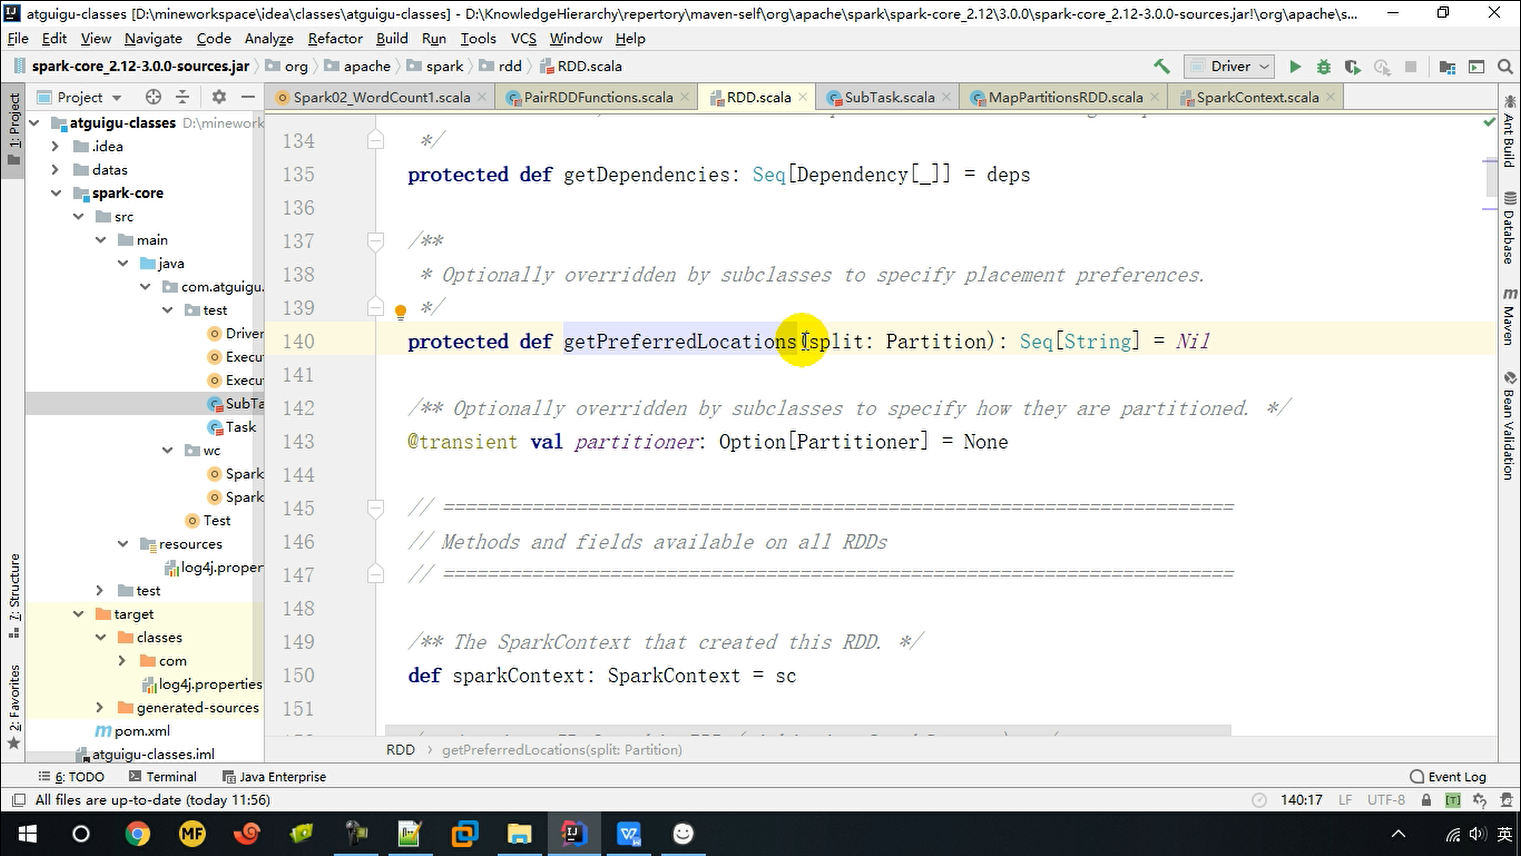 atguigu-classes [D:\mineworkspace\idea\classes\atguigu-classes] - D:\KnowledgeHierarchy\repertory\maven-self\org\apache\spark\spark-core_2.12\3.0.0\spark-core_2.12-3.0.0-sources.jar!\org\apache\s...
File Edit View Navigate Code Analyze Refactor Build Run Tools VCS Window Help
spark-core_2.12-3.0.0-sources.jar org apache spark rdd RDD.scala
Driver
Project
Spark02_WordCount1.scala PairRDDFunctions.scala RDD.scala SubTask.scala MapPartitionsRDD.scala SparkContext.scala
1: Project
7: Structure
2: Favorites
atguigu-classes D:\minework
.idea
datas
spark-core
src
main
java
com.atguigu.
test
Driver
Execu
Execu
SubTa
Task
wc
Spark
Spark
Test
resources
log4j.proper
test
target
classes
com
log4j.properties
generated-sources
pom.xml
atguigu-classes.iml
134 */
135 protected def getDependencies: Seq[Dependency[_]] = deps
136
137 /**
138 * Optionally overridden by subclasses to specify placement preferences.
139 */
140 protected def getPreferredLocations(split: Partition): Seq[String] = Nil
141
142 /** Optionally overridden by subclasses to specify how they are partitioned. */
143 @transient val partitioner: Option[Partitioner] = None
144
145 // =======================================================================
146 // Methods and fields available on all RDDs
147 // =======================================================================
148
149 /** The SparkContext that created this RDD. */
150 def sparkContext: SparkContext = sc
151
RDD getPreferredLocations(split: Partition)
Ant Build
Database
Maven
Bean Validation
6: TODO Terminal Java Enterprise Event Log
All files are up-to-date (today 11:56) 140:17 LF UTF-8
MF
英